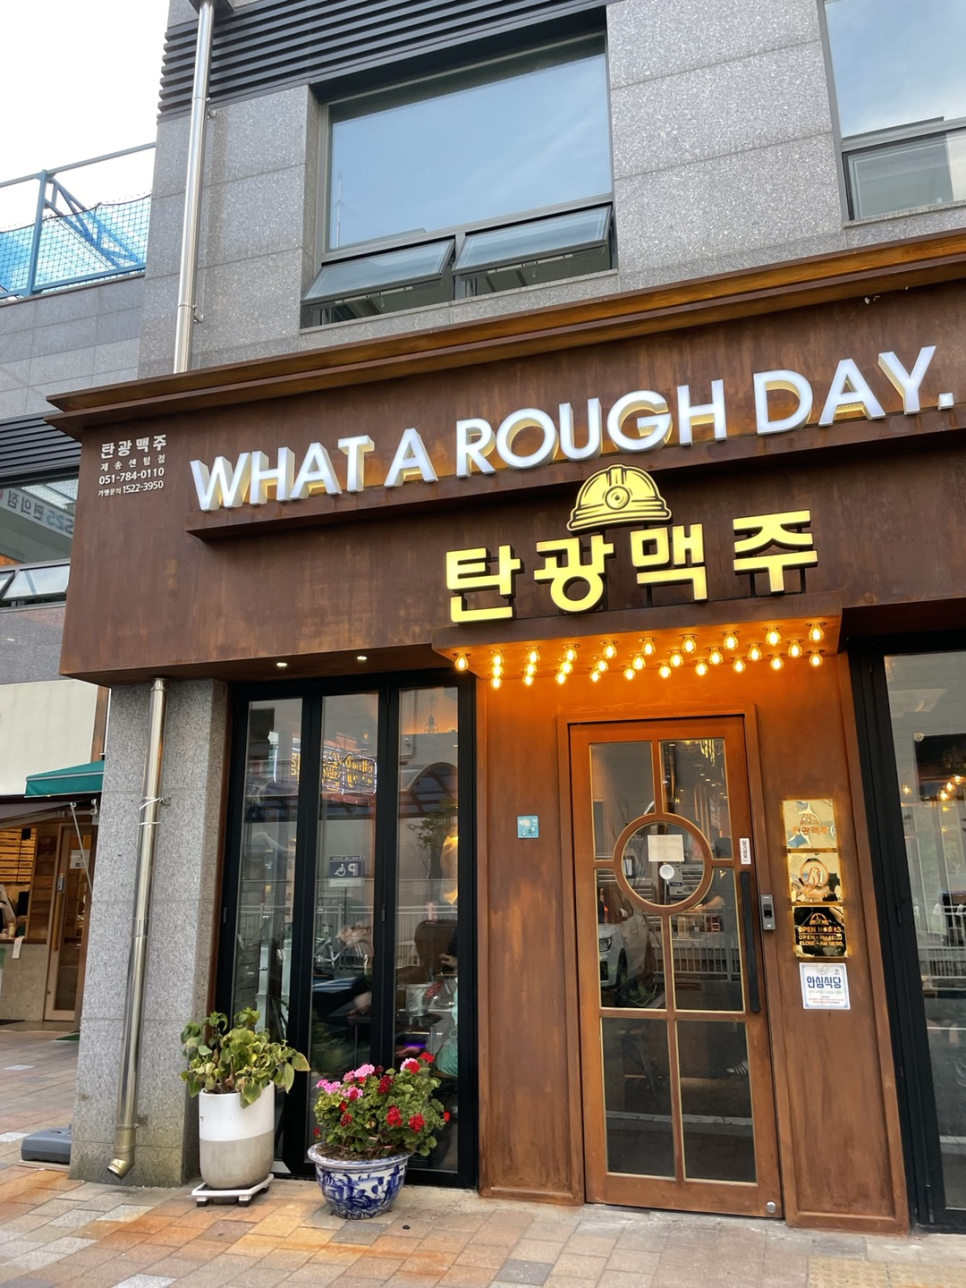 WHAT A ROUGH DAY.
탄광맥주
탄광맥주
재송센텀점
051-784-0110
가맹문의 1522-3950
안심식당